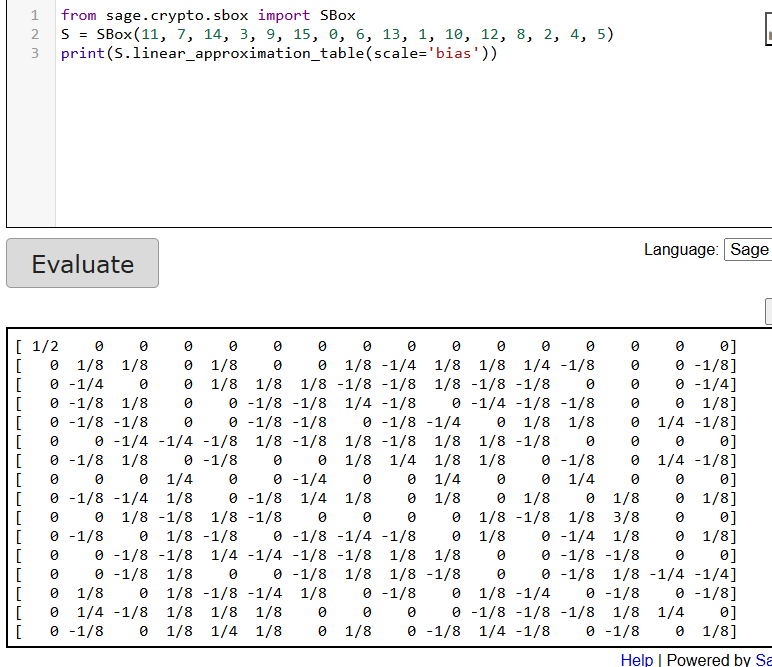 1 from sage.crypto.sbox import SBox
2 S = SBox(11, 7, 14, 3, 9, 15, 0, 6, 13, 1, 10, 12, 8, 2, 4, 5)
3 print(S.linear_approximation_table(scale='bias'))
Evaluate
Language: Sage
[ 1/2 0 0 0 0 0 0 0 0 0 0 0 0 0 0 0]
[ 0 1/8 1/8 0 1/8 0 0 1/8 -1/4 1/8 1/8 1/4 -1/8 0 0 -1/8]
[ 0 -1/4 0 0 1/8 1/8 1/8 -1/8 -1/8 1/8 -1/8 -1/8 0 0 0 -1/4]
[ 0 -1/8 1/8 0 0 -1/8 -1/8 1/4 -1/8 0 -1/4 -1/8 -1/8 0 0 1/8]
[ 0 -1/8 -1/8 0 0 -1/8 -1/8 0 -1/8 -1/4 0 1/8 1/8 0 1/4 -1/8]
[ 0 0 -1/4 -1/4 -1/8 1/8 -1/8 1/8 -1/8 1/8 1/8 -1/8 0 0 0 0]
[ 0 -1/8 1/8 0 -1/8 0 0 1/8 1/4 1/8 1/8 0 -1/8 0 1/4 -1/8]
[ 0 0 0 1/4 0 0 -1/4 0 0 1/4 0 0 1/4 0 0 0]
[ 0 -1/8 -1/4 1/8 0 -1/8 1/4 1/8 0 1/8 0 1/8 0 1/8 0 1/8]
[ 0 0 1/8 -1/8 1/8 -1/8 0 0 0 0 1/8 -1/8 1/8 3/8 0 0]
[ 0 -1/8 0 1/8 -1/8 0 -1/8 -1/4 -1/8 0 1/8 0 -1/4 1/8 0 1/8]
[ 0 0 -1/8 -1/8 1/4 -1/4 -1/8 -1/8 1/8 1/8 0 0 -1/8 -1/8 0 0]
[ 0 0 -1/8 1/8 0 0 -1/8 1/8 1/8 -1/8 0 0 -1/8 1/8 -1/4 -1/4]
[ 0 1/8 0 1/8 -1/8 -1/4 1/8 0 -1/8 0 1/8 -1/4 0 -1/8 0 -1/8]
[ 0 1/4 -1/8 1/8 1/8 1/8 0 0 0 0 -1/8 -1/8 -1/8 1/8 1/4 0]
[ 0 -1/8 0 1/8 1/4 1/8 0 1/8 0 -1/8 1/4 -1/8 0 -1/8 0 1/8]
Help | Powered by